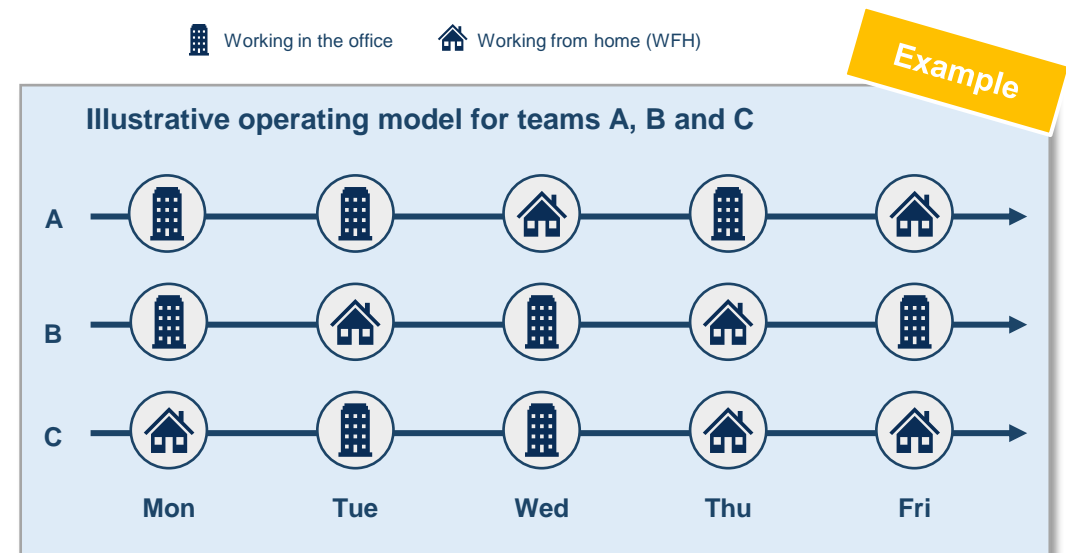 Working in the office
Working from home (WFH)
Example
Illustrative operating model for teams A, B and C
A
B
C
Mon Tue Wed Thu Fri